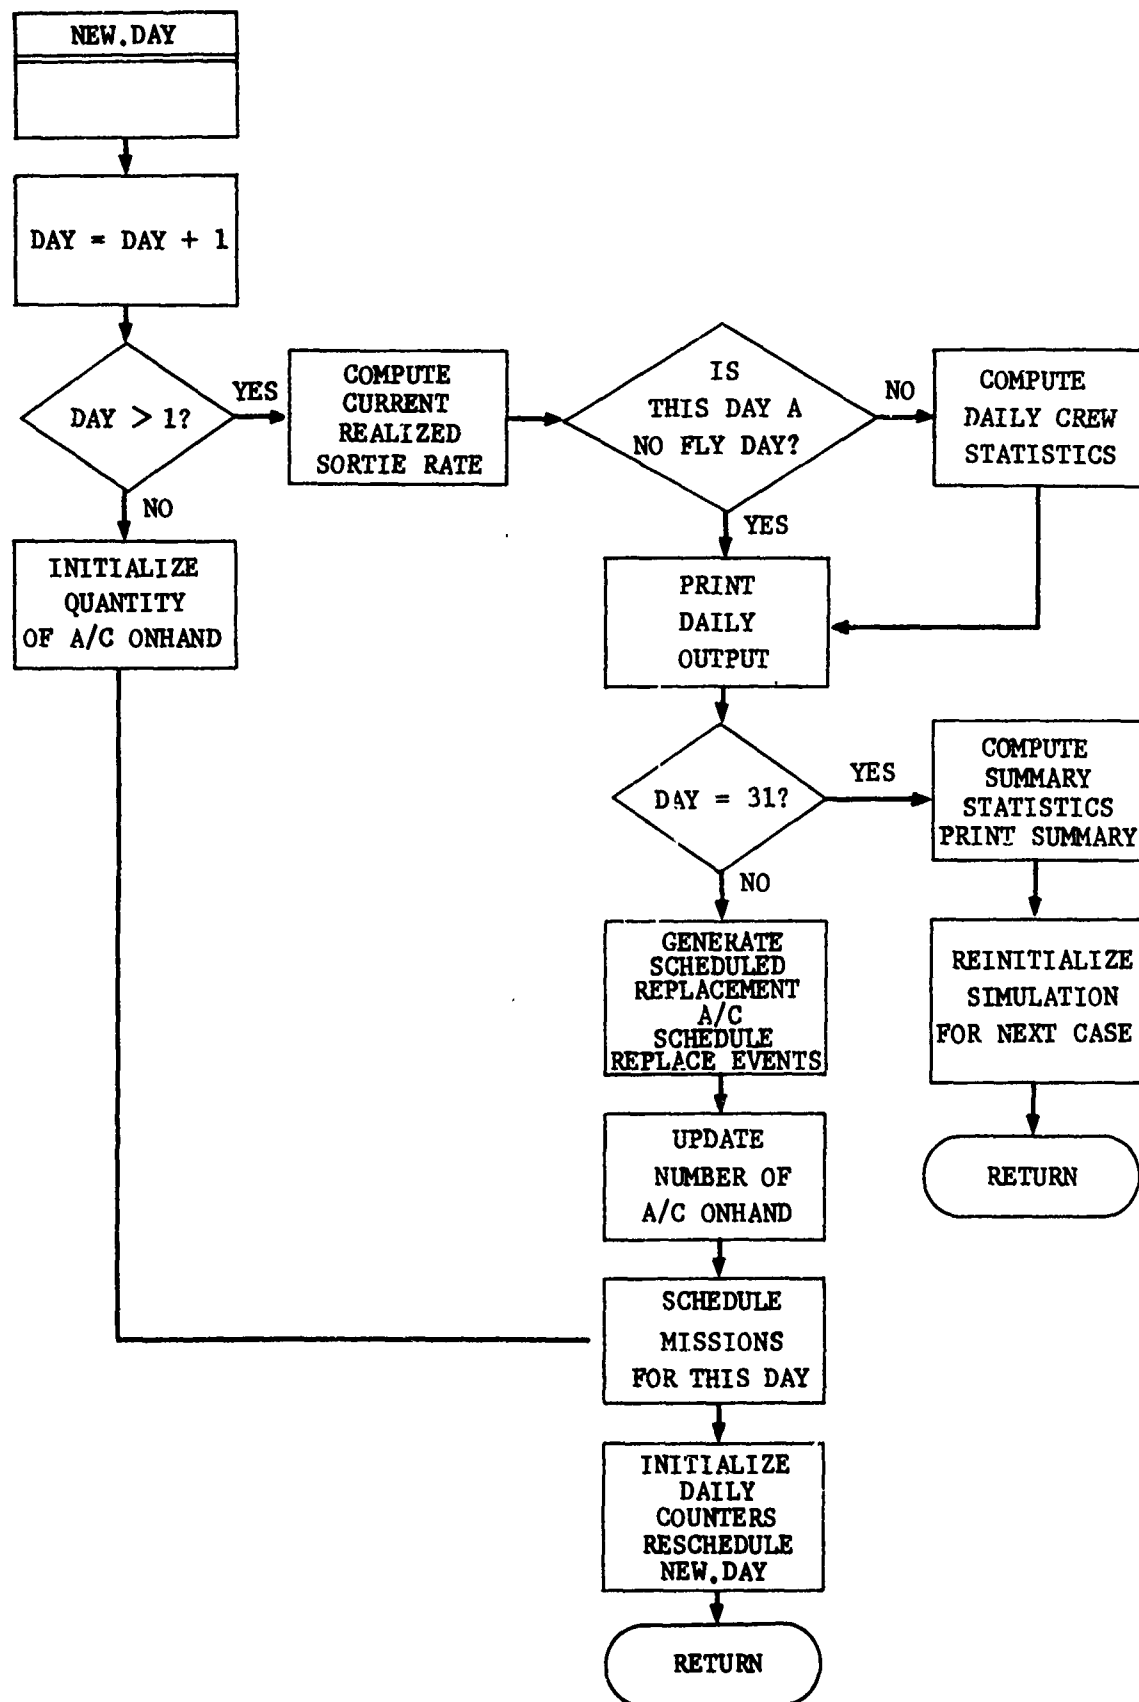 NEW.DAY
DAY = DAY + 1
DAY > 1?
YES
NO
COMPUTE
CURRENT
REALIZED
SORTIE RATE
IS
THIS DAY A
NO FLY DAY?
NO
YES
COMPUTE
DAILY CREW
STATISTICS
INITIALIZE
QUANTITY
OF A/C ONHAND
PRINT
DAILY
OUTPUT
DAY = 31?
YES
NO
COMPUTE
SUMMARY
STATISTICS
PRINT SUMMARY
GENERATE
SCHEDULED
REPLACEMENT
A/C
SCHEDULE
REPLACE EVENTS
REINITIALIZE
SIMULATION
FOR NEXT CASE
UPDATE
NUMBER OF
A/C ONHAND
RETURN
SCHEDULE
MISSIONS
FOR THIS DAY
INITIALIZE
DAILY
COUNTERS
RESCHEDULE
NEW.DAY
RETURN